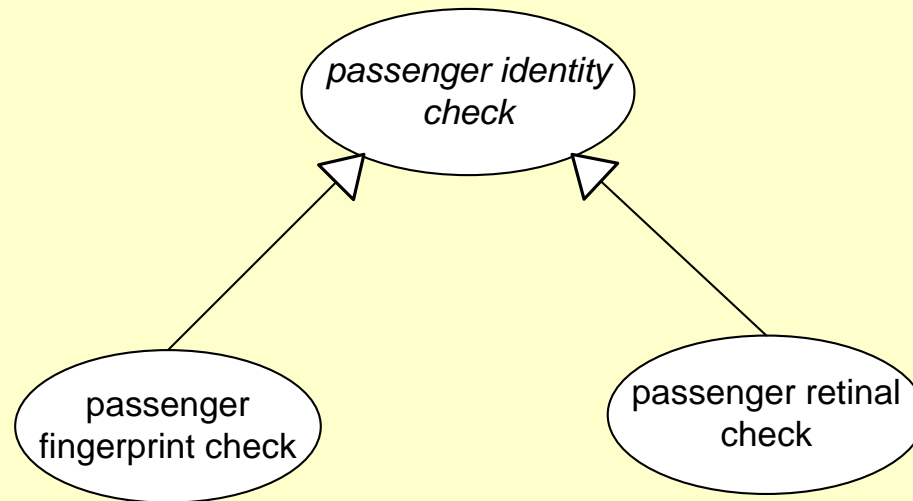 passenger identity
check
passenger
fingerprint check
passenger retinal
check